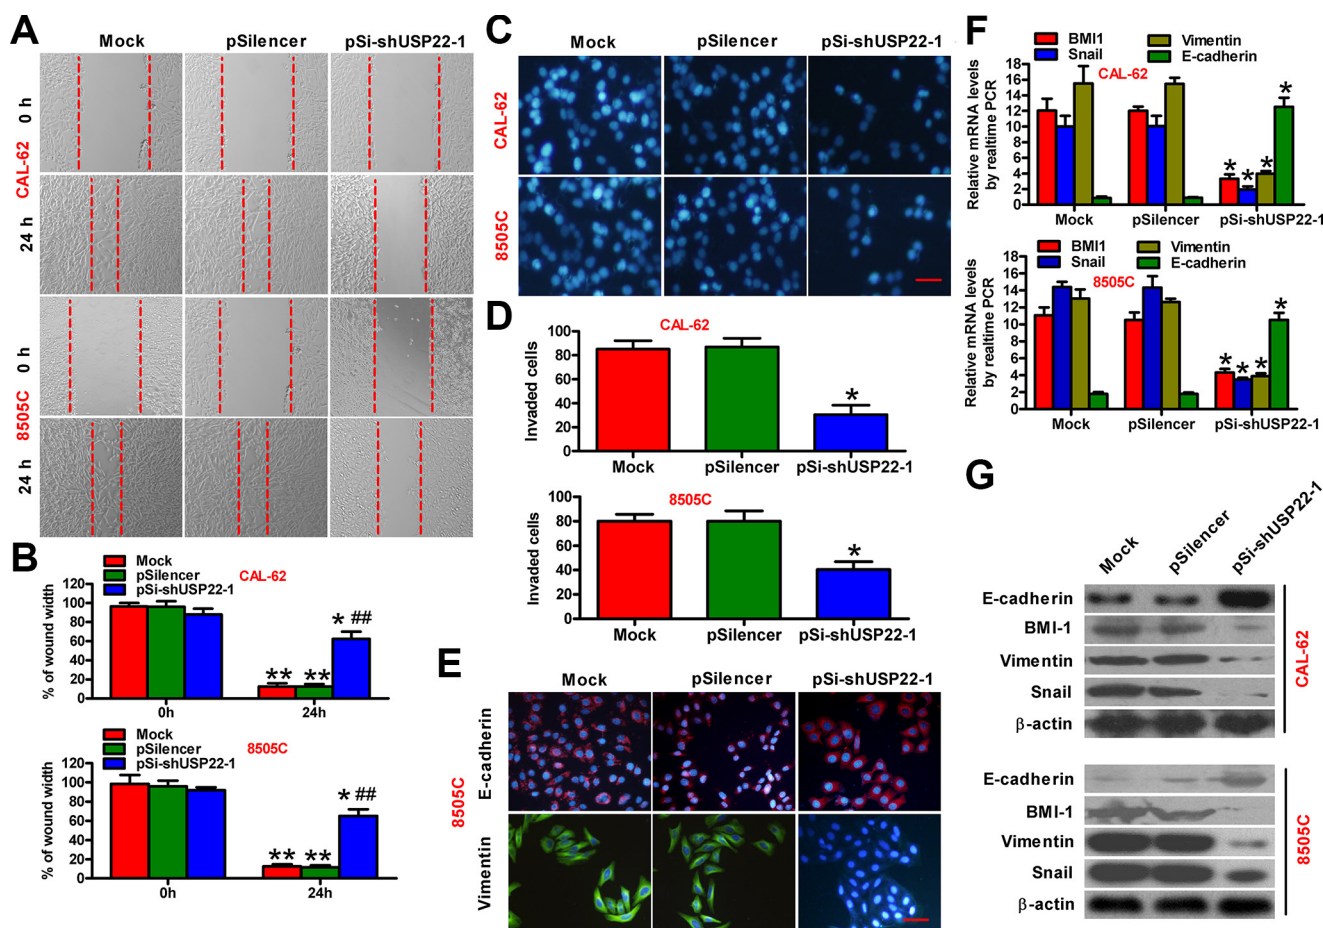 A
Mock
pSilencer
pSi-shUSP22-1
CAL-62
0 h
24 h
8505C
0 h
24 h
B
Mock
pSilencer
pSi-shUSP22-1
CAL-62
% of wound width
120
100
80
60
40
20
0
** ** * ##
0h
24h
Mock
pSilencer
pSi-shUSP22-1
8505C
% of wound width
120
100
80
60
40
20
0
** ** * ##
0h
24h
C
Mock
pSilencer
pSi-shUSP22-1
CAL-62
8505C
D
CAL-62
Invaded cells
100
80
60
40
20
0
*
Mock
pSilencer
pSi-shUSP22-1
8505C
Invaded cells
100
80
60
40
20
0
*
Mock
pSilencer
pSi-shUSP22-1
E
Mock
pSilencer
pSi-shUSP22-1
8505C
E-cadherin
Vimentin
F
BMI1
Snail
Vimentin
E-cadherin
CAL-62
Relative mRNA levels
by realtime PCR
18
16
14
12
10
8
6
4
2
0
* * * *
Mock
pSilencer
pSi-shUSP22-1
BMI1
Snail
Vimentin
E-cadherin
8505C
Relative mRNA levels
by realtime PCR
18
16
14
12
10
8
6
4
2
0
* * * *
Mock
pSilencer
pSi-shUSP22-1
G
Mock
pSilencer
pSi-shUSP22-1
E-cadherin
BMI-1
Vimentin
Snail
β-actin
CAL-62
E-cadherin
BMI-1
Vimentin
Snail
β-actin
8505C